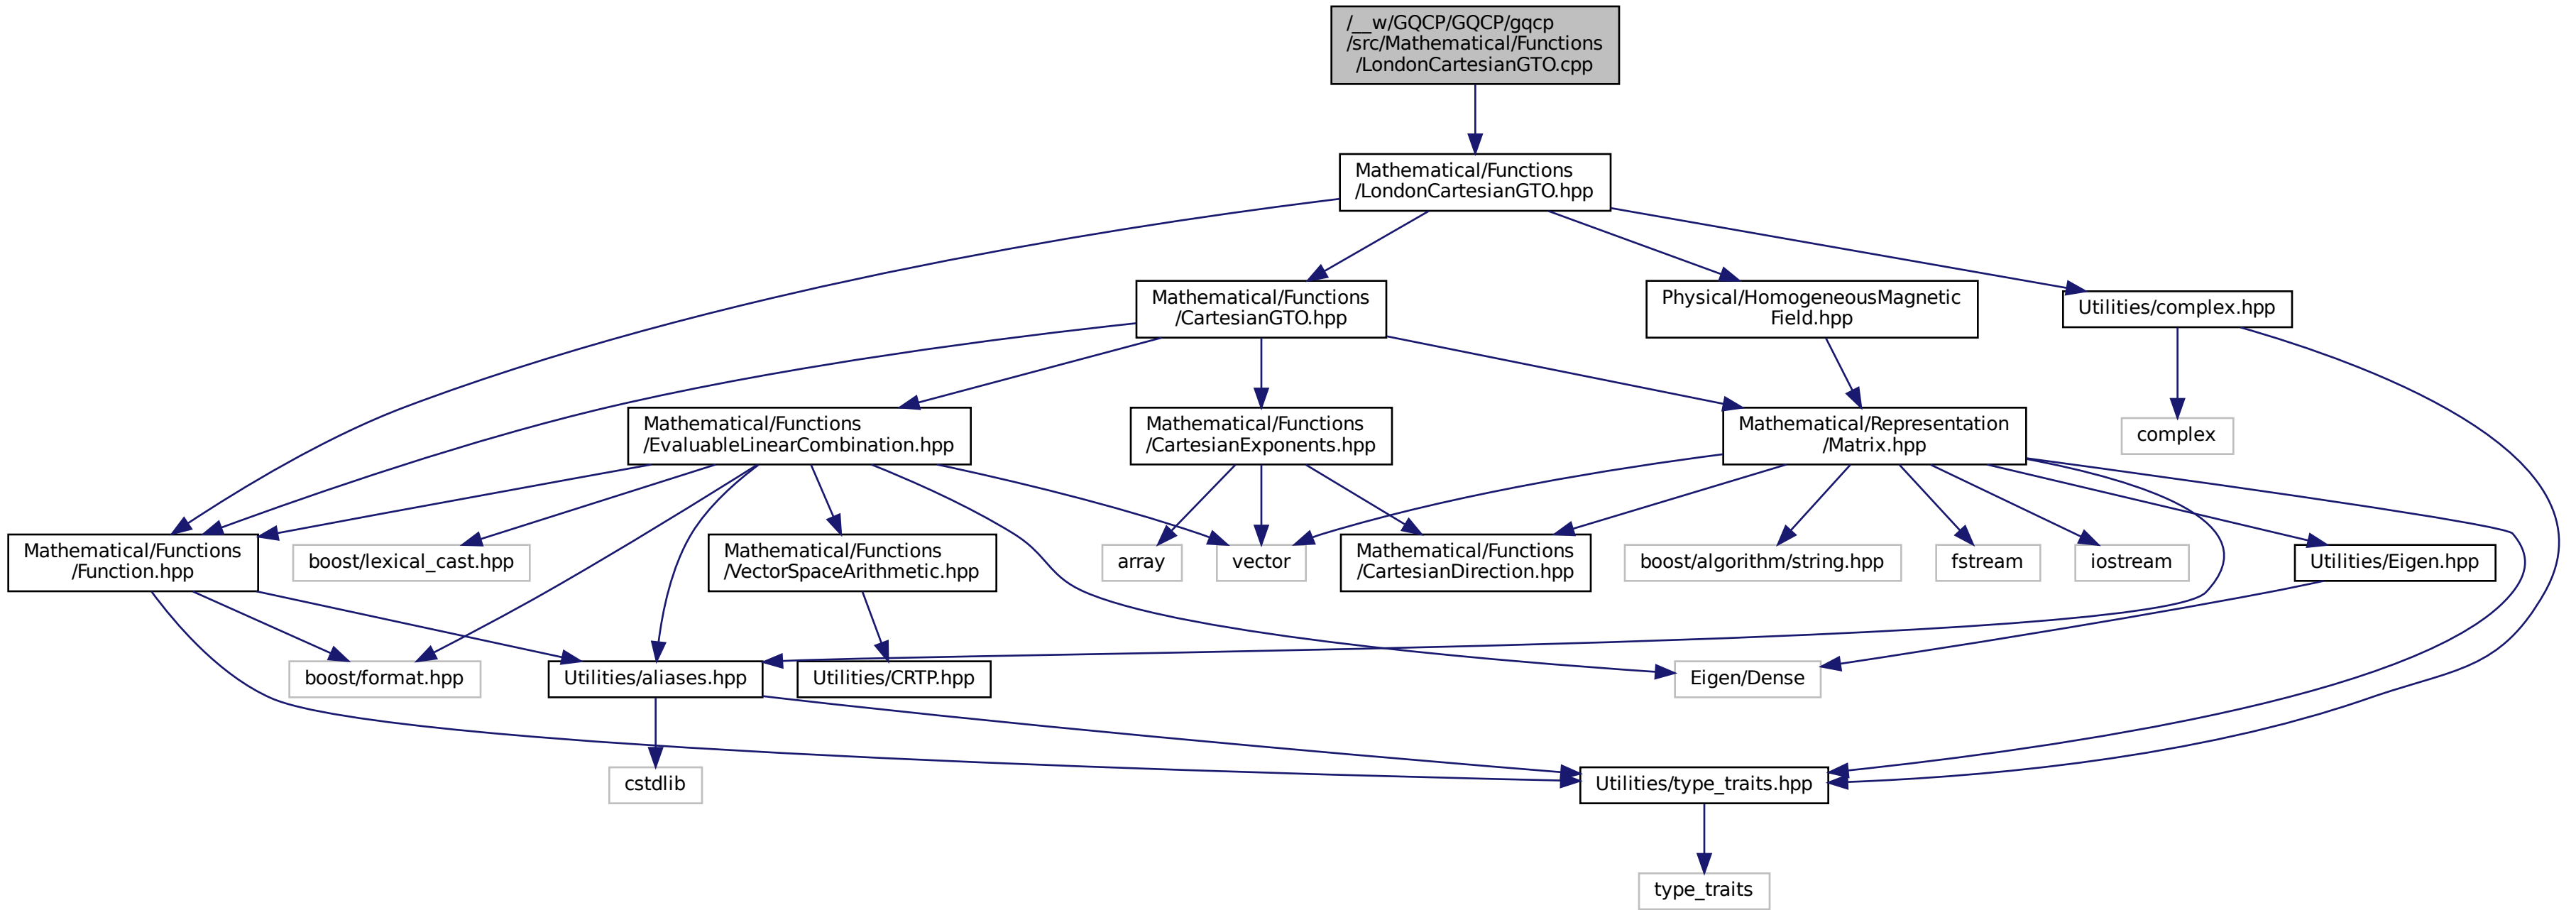 /__w/GQCP/GQCP/gqcp
/src/Mathematical/Functions
/LondonCartesianGTO.cpp
Mathematical/Functions
/LondonCartesianGTO.hpp
Mathematical/Functions
/CartesianGTO.hpp
Physical/HomogeneousMagnetic
Field.hpp
Utilities/complex.hpp
Mathematical/Functions
/EvaluableLinearCombination.hpp
Mathematical/Functions
/CartesianExponents.hpp
Mathematical/Representation
/Matrix.hpp
complex
Mathematical/Functions
/Function.hpp
boost/lexical_cast.hpp
Mathematical/Functions
/VectorSpaceArithmetic.hpp
array
vector
Mathematical/Functions
/CartesianDirection.hpp
boost/algorithm/string.hpp
fstream
iostream
Utilities/Eigen.hpp
boost/format.hpp
Utilities/aliases.hpp
Utilities/CRTP.hpp
Eigen/Dense
cstdlib
Utilities/type_traits.hpp
type_traits